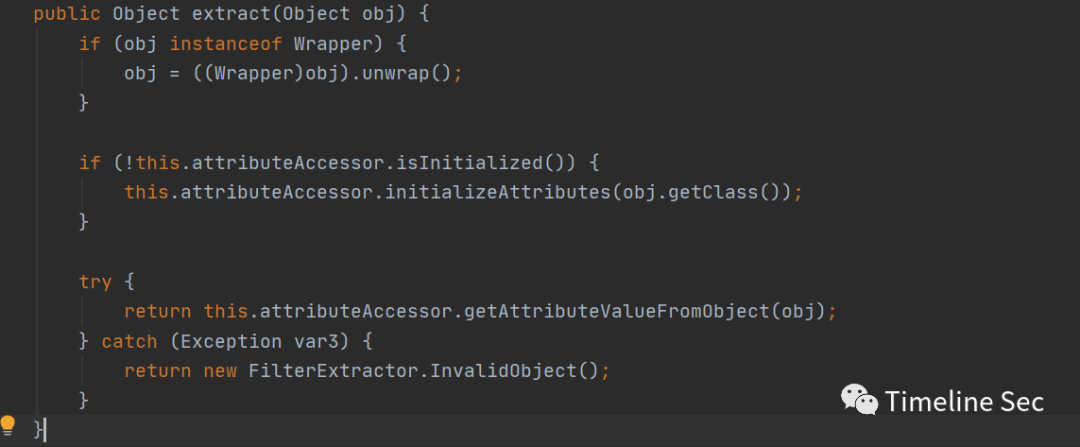 public Object extract(Object obj) {
    if (obj instanceof Wrapper) {
        obj = ((Wrapper)obj).unwrap();
    }

    if (!this.attributeAccessor.isInitialized()) {
        this.attributeAccessor.initializeAttributes(obj.getClass());
    }

    try {
        return this.attributeAccessor.getAttributeValueFromObject(obj);
    } catch (Exception var3) {
        return new FilterExtractor.InvalidObject();
    }
}
Timeline Sec